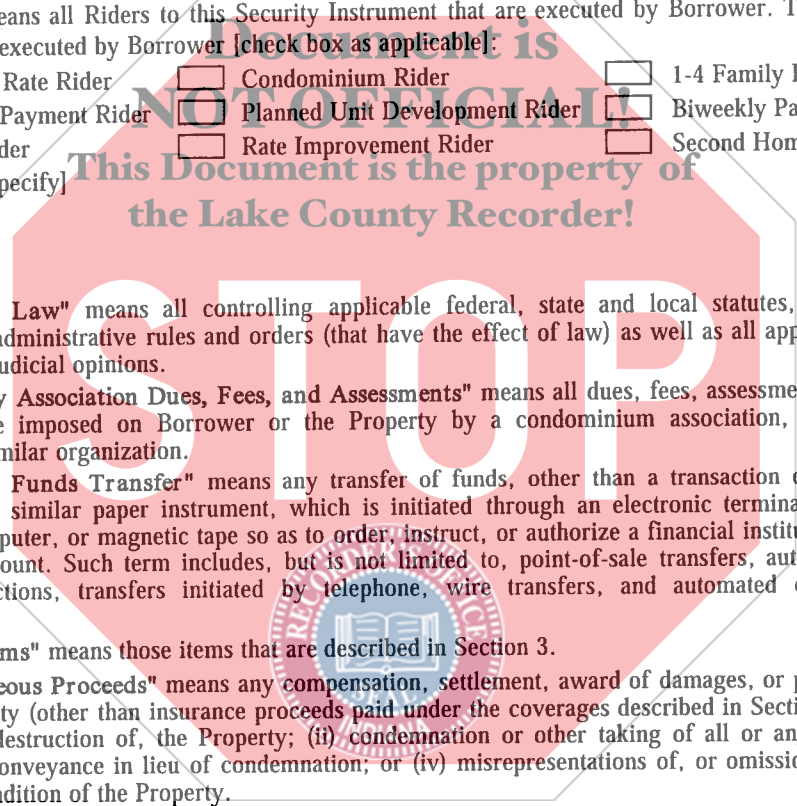 eans all Riders to this Security Instrument that are executed by Borrower. T
executed by Borrower [check box as applicable]:
Document is
Rate Rider Condominium Rider 1-4 Family
NOT OFFICIAL!
Payment Rider Planned Unit Development Rider Biweekly Pa
der Rate Improvement Rider Second Hom
This Document is the property of
pecify]
the Lake County Recorder!
STOP
Law" means all controlling applicable federal, state and local statutes,
administrative rules and orders (that have the effect of law) as well as all app
udicial opinions.
y Association Dues, Fees, and Assessments" means all dues, fees, assessme
e imposed on Borrower or the Property by a condominium association,
milar organization.
Funds Transfer" means any transfer of funds, other than a transaction
similar paper instrument, which is initiated through an electronic termina
puter, or magnetic tape so as to order, instruct, or authorize a financial institu
ount. Such term includes, but is not limited to, point-of-sale transfers, aut
ctions, transfers initiated by telephone, wire transfers, and automated
RECORDER'S OFFICE
ms" means those items that are described in Section 3.
SEAL
eous Proceeds" means any compensation, settlement, award of damages, or p
ty (other than insurance proceeds paid under the coverages described in Secti
destruction of, the Property; (ii) condemnation or other taking of all or an
onveyance in lieu of condemnation; or (iv) misrepresentations of, or omissio
ndition of the Property.